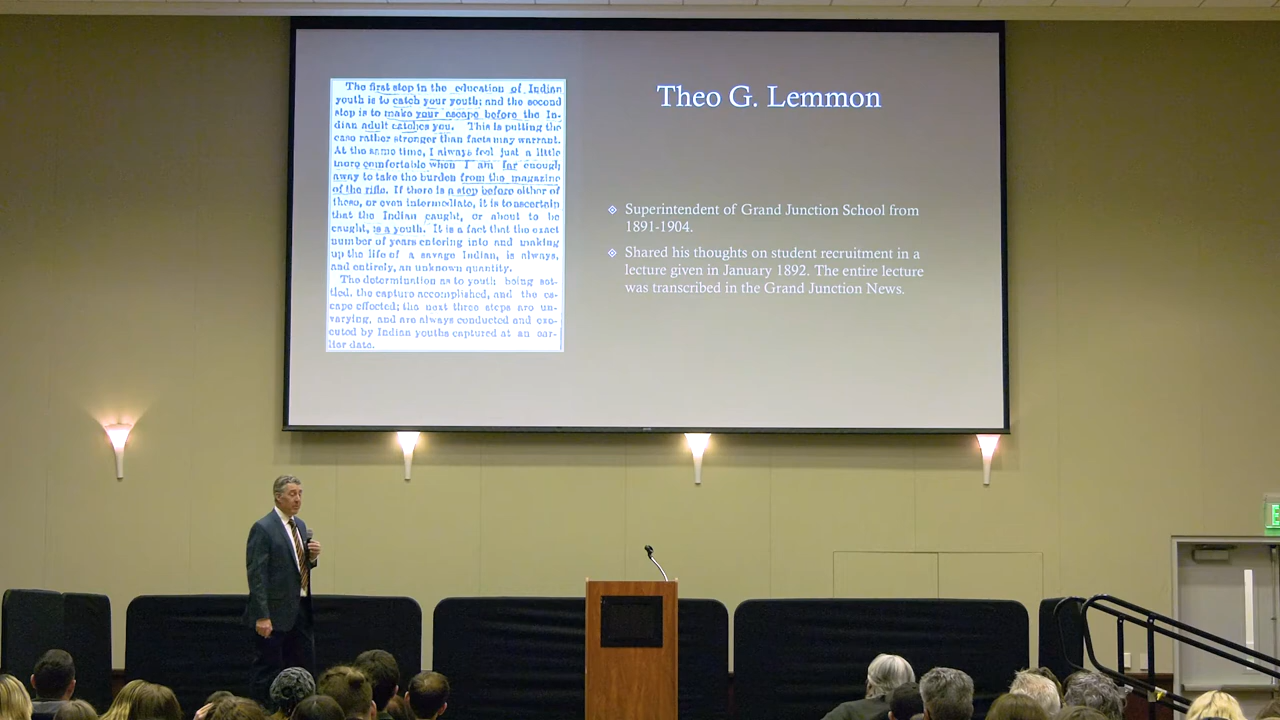 The first step in the education of Indian
youth is to catch your youth; and the second
step is to make your escape before the In-
dian adult catches you. This is putting the
case rather stronger than facts may warrant.
At the same time, I always feel just a little
more comfortable when I am far enough
away to take the burden from the magazine
of the rifle. If there is a step before either of
these, or even intermediate, it is to ascertain
that the Indian caught, or about to be
caught, is a youth. It is a fact that the exact
number of years entering into and making
up the life of a savage Indian, is always,
and entirely, an unknown quantity.
The determination as to youth being set-
tled, the capture accomplished, and the es-
cape effected; the next three steps are un-
varying, and are always conducted and exe-
cuted by Indian youths captured at an ear-
lier date.
Theo G. Lemmon
Superintendent of Grand Junction School from
1891-1904.
Shared his thoughts on student recruitment in a
lecture given in January 1892. The entire lecture
was transcribed in the Grand Junction News.